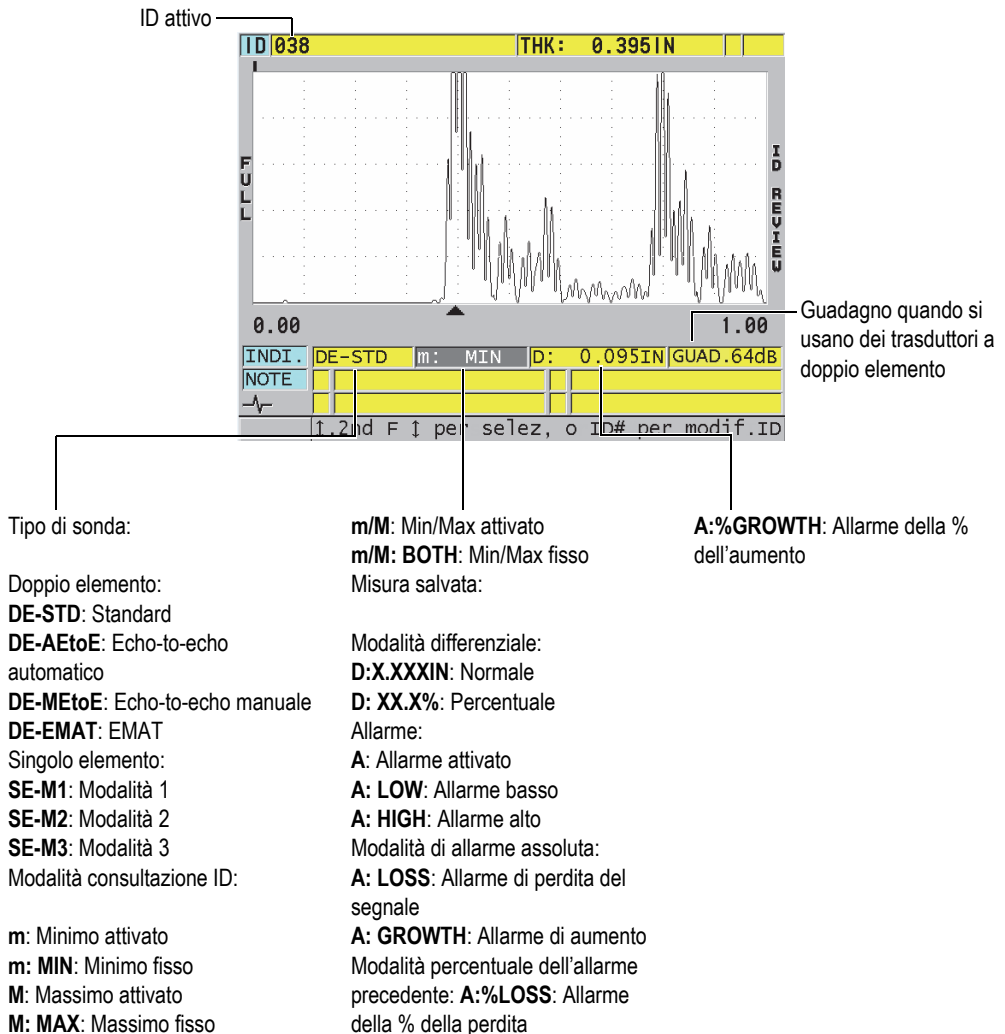 ID attivo
ID 038 THK: 0.395IN
FULL
ID REVIEW
0.00 1.00
Guadagno quando si
usano dei trasduttori a
doppio elemento
INDI. DE-STD m: MIN D: 0.095IN GUAD.64dB
NOTE
↕.2nd F ↕ per selez, o ID# per modif.ID
Tipo di sonda:
Doppio elemento:
DE-STD: Standard
DE-AEtoE: Echo-to-echo
automatico
DE-MEtoE: Echo-to-echo manuale
DE-EMAT: EMAT
Singolo elemento:
SE-M1: Modalità 1
SE-M2: Modalità 2
SE-M3: Modalità 3
Modalità consultazione ID:
m: Minimo attivato
m: MIN: Minimo fisso
M: Massimo attivato
M: MAX: Massimo fisso
m/M: Min/Max attivato
m/M: BOTH: Min/Max fisso
Misura salvata:
Modalità differenziale:
D:X.XXXIN: Normale
D: XX.X%: Percentuale
Allarme:
A: Allarme attivato
A: LOW: Allarme basso
A: HIGH: Allarme alto
Modalità di allarme assoluta:
A: LOSS: Allarme di perdita del
segnale
A: GROWTH: Allarme di aumento
Modalità percentuale dell'allarme
precedente: A:%LOSS: Allarme
della % della perdita
A:%GROWTH: Allarme della %
dell'aumento